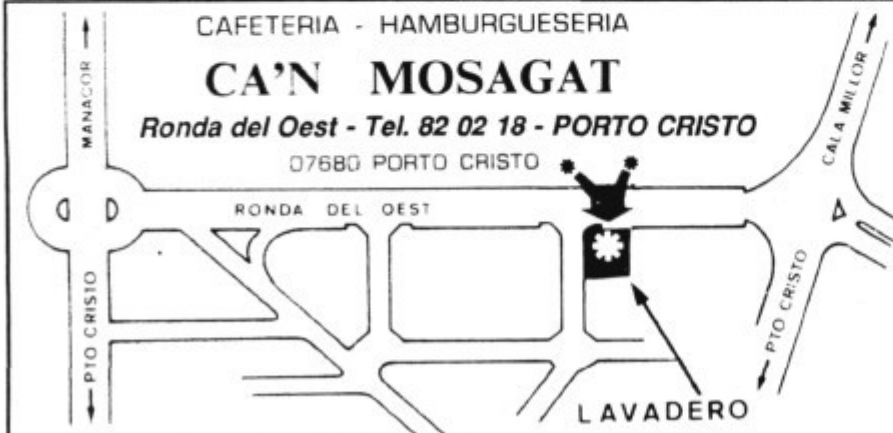 CAFETERIA - HAMBURGUESERIA
CA'N MOSAGAT
Ronda del Oest - Tel. 82 02 18 - PORTO CRISTO
07680 PORTO CRISTO
MANACOR
CALA MILLOR
RONDA DEL OEST
PTO CRISTO
PTO CRISTO
LAVADERO